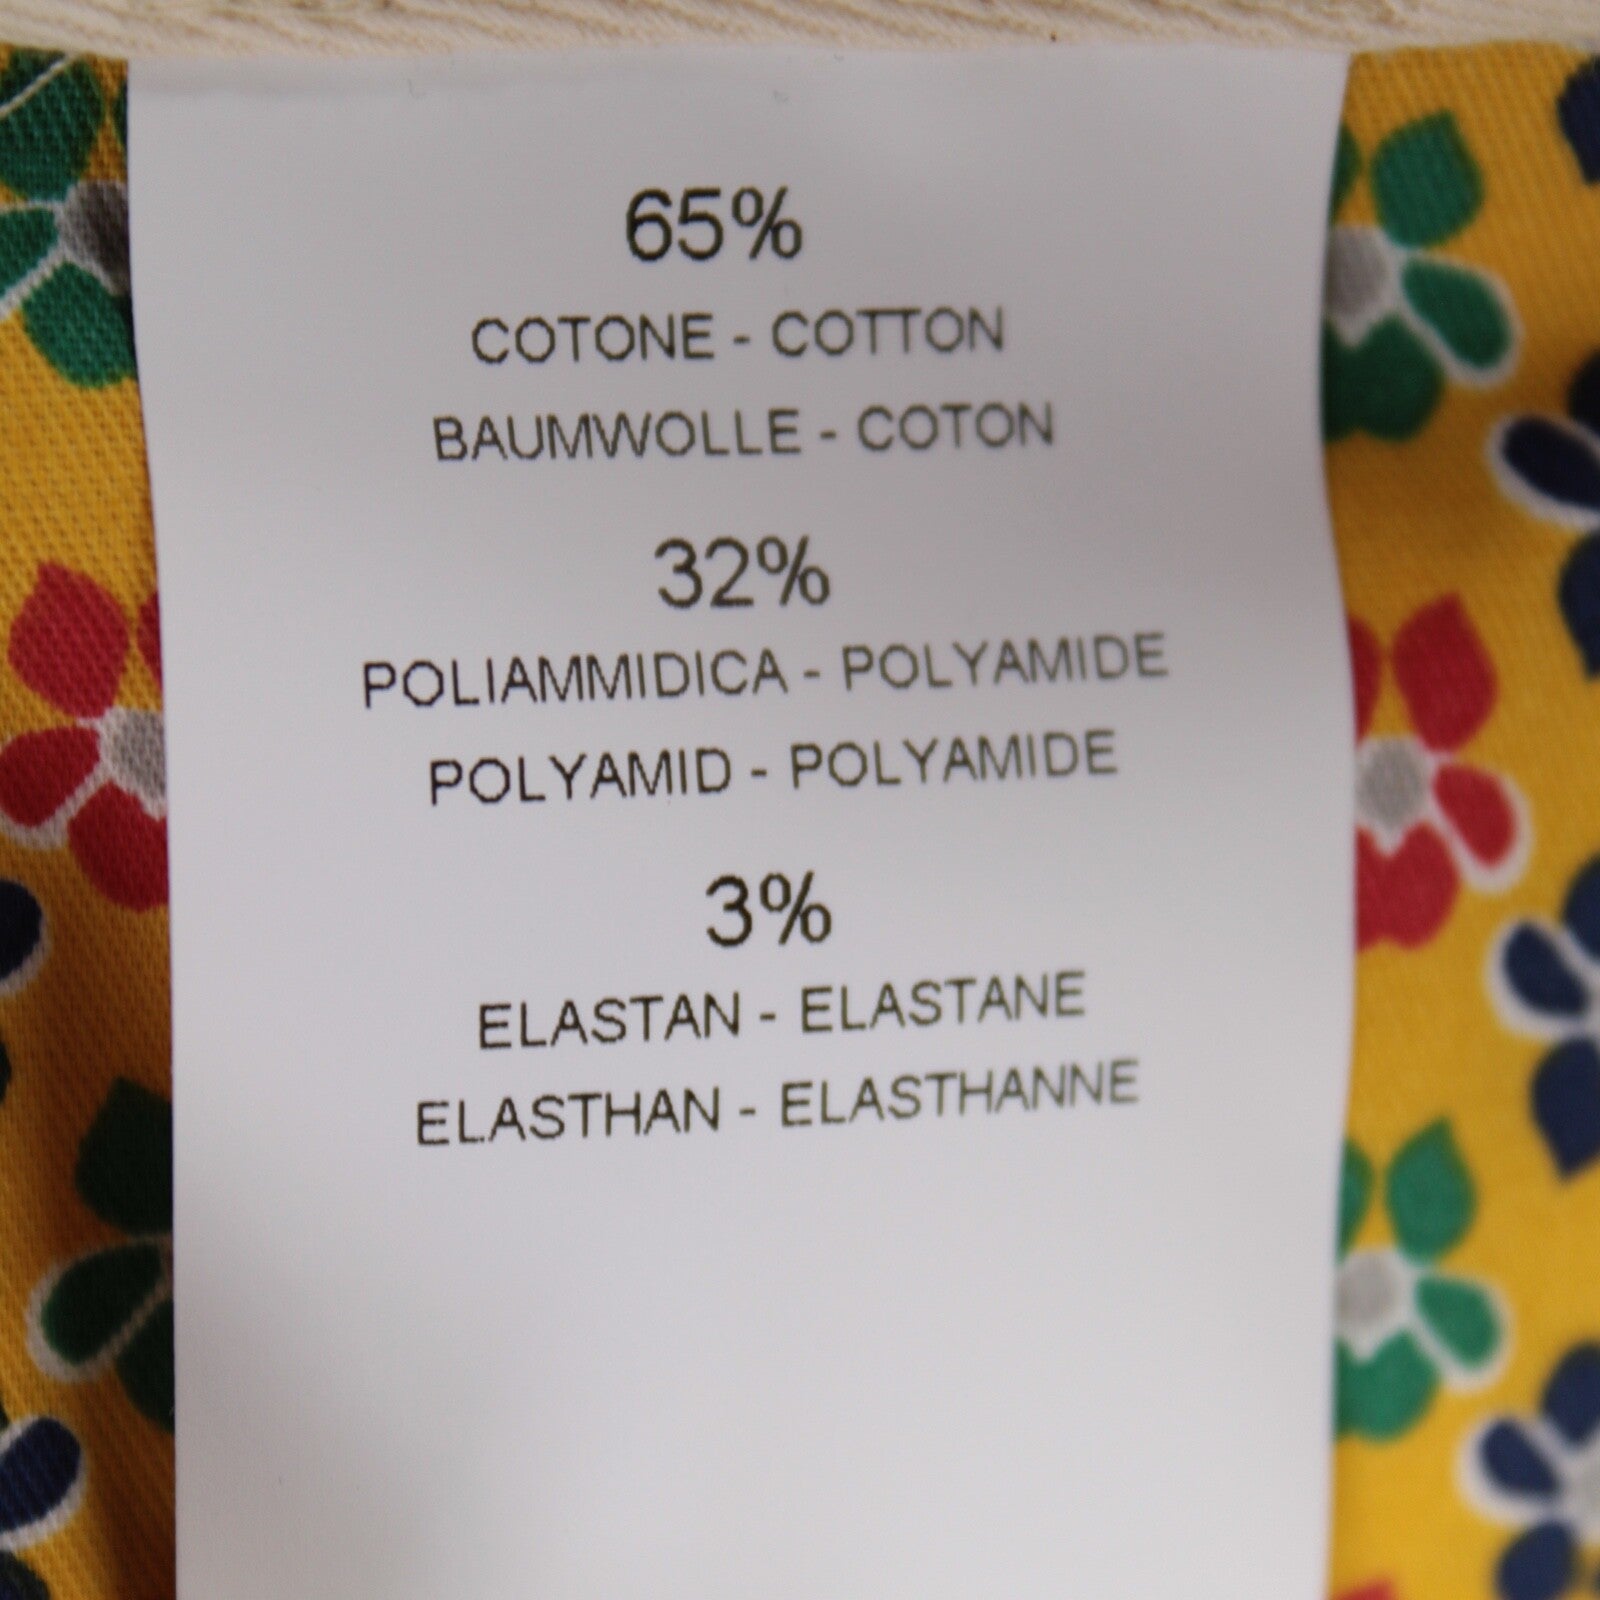 65%
COTONE - COTTON
BAUMWOLLE - COTON
32%
POLIAMMIDICA - POLYAMIDE
POLYAMID - POLYAMIDE
3%
ELASTAN - ELASTANE
ELASTHAN - ELASTHANNE